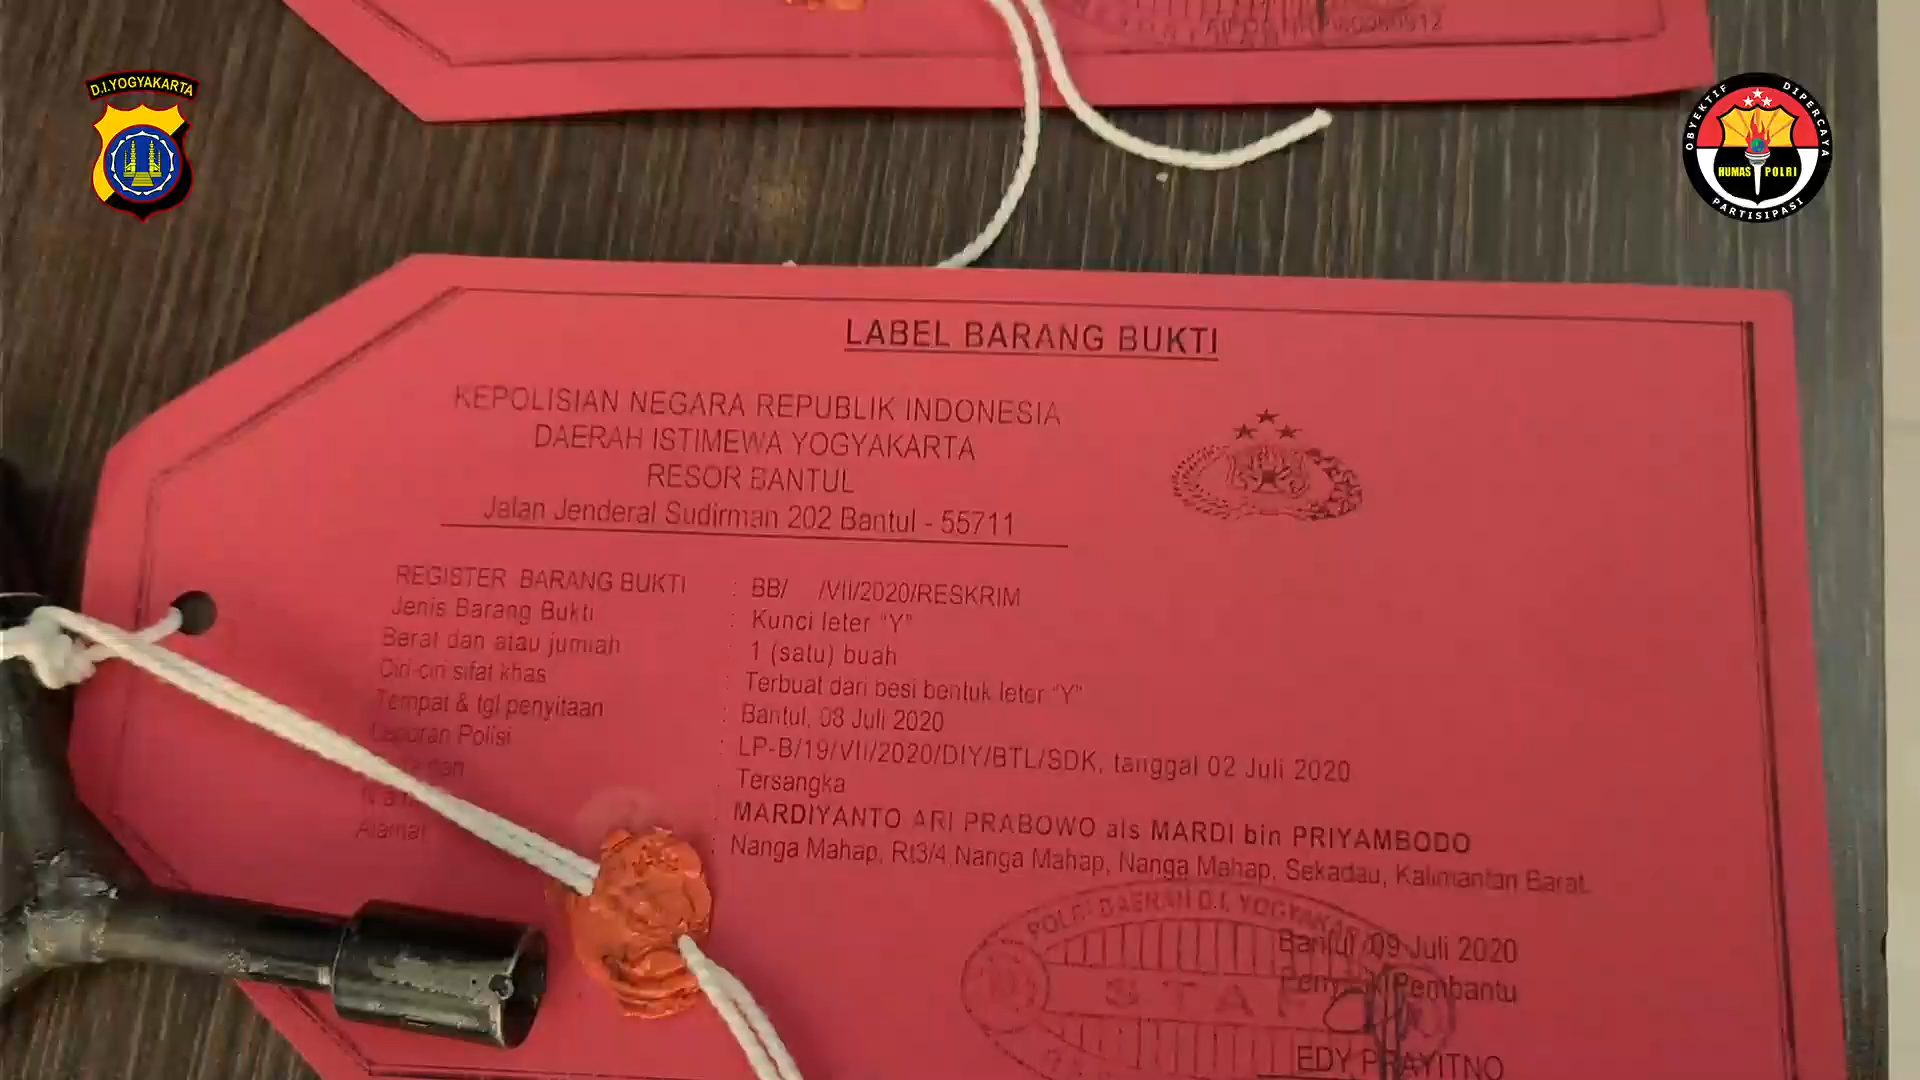 D.I.YOGYAKARTA
OBYEKTIF DIPERCAYA
HUMAS POLRI
PARTISIPASI
LABEL BARANG BUKTI
KEPOLISIAN NEGARA REPUBLIK INDONESIA
DAERAH ISTIMEWA YOGYAKARTA
RESOR BANTUL
Jalan Jenderal Sudirman 202 Bantul - 55711
REGISTER BARANG BUKTI : BB/ /VII/2020/RESKRIM
Jenis Barang Bukti : Kunci leter "Y"
Berat dan atau jumlah : 1 (satu) buah
Ciri-ciri sifat khas : Terbuat dari besi bentuk leter "Y"
Tempat & tgl penyitaan : Bantul, 08 Juli 2020
Laporan Polisi : LP-B/19/VII/2020/DIY/BTL/SDK, tanggal 02 Juli 2020
Tersangka
: MARDIYANTO ARI PRABOWO als MARDI bin PRIYAMBODO
Alamat : Nanga Mahap, Rt3/4,Nanga Mahap, Nanga Mahap, Sekadau, Kalimantan Barat.
POLRI DAERAH D.I. YOGYAKARTA
Bantul, 09 Juli 2020
Penyidik Pembantu
EDY PRAYITNO